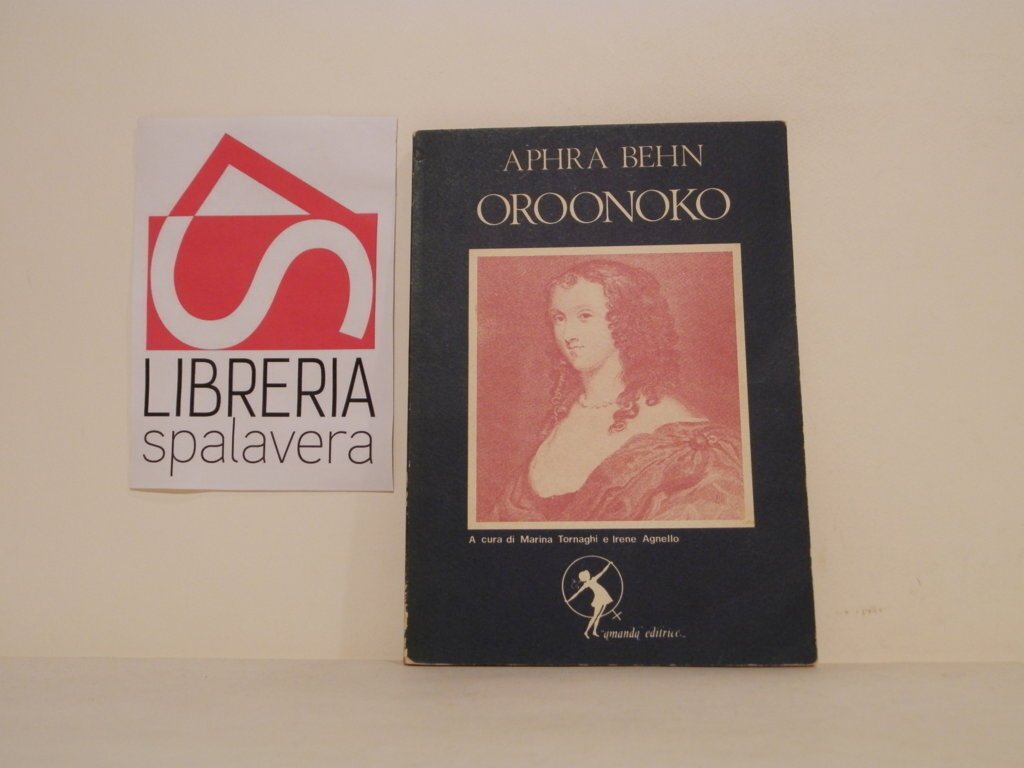 LIBRERIA
spalavera
APHRA BEHN
OROONOKO
A cura di Marina Tornaghi e Irene Agnello
amanda editrice